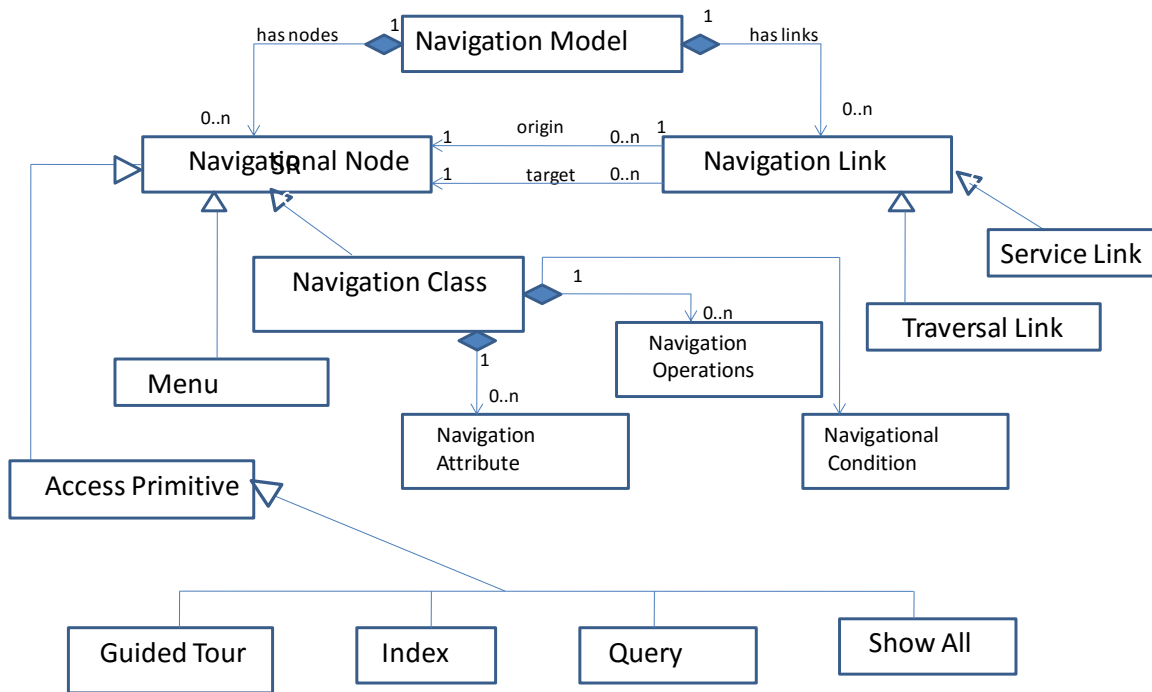 1
1
has nodes
Navigation Model
has links
0..n
0..n
1
origin
0..n
1
Navigational Node
SR
Navigation Link
1
target
0..n
Service Link
Navigation Class
1
0..n
Traversal Link
1
Navigation
Operations
Menu
0..n
Navigation
Attribute
Navigational
Condition
Access Primitive
Guided Tour
Index
Query
Show All